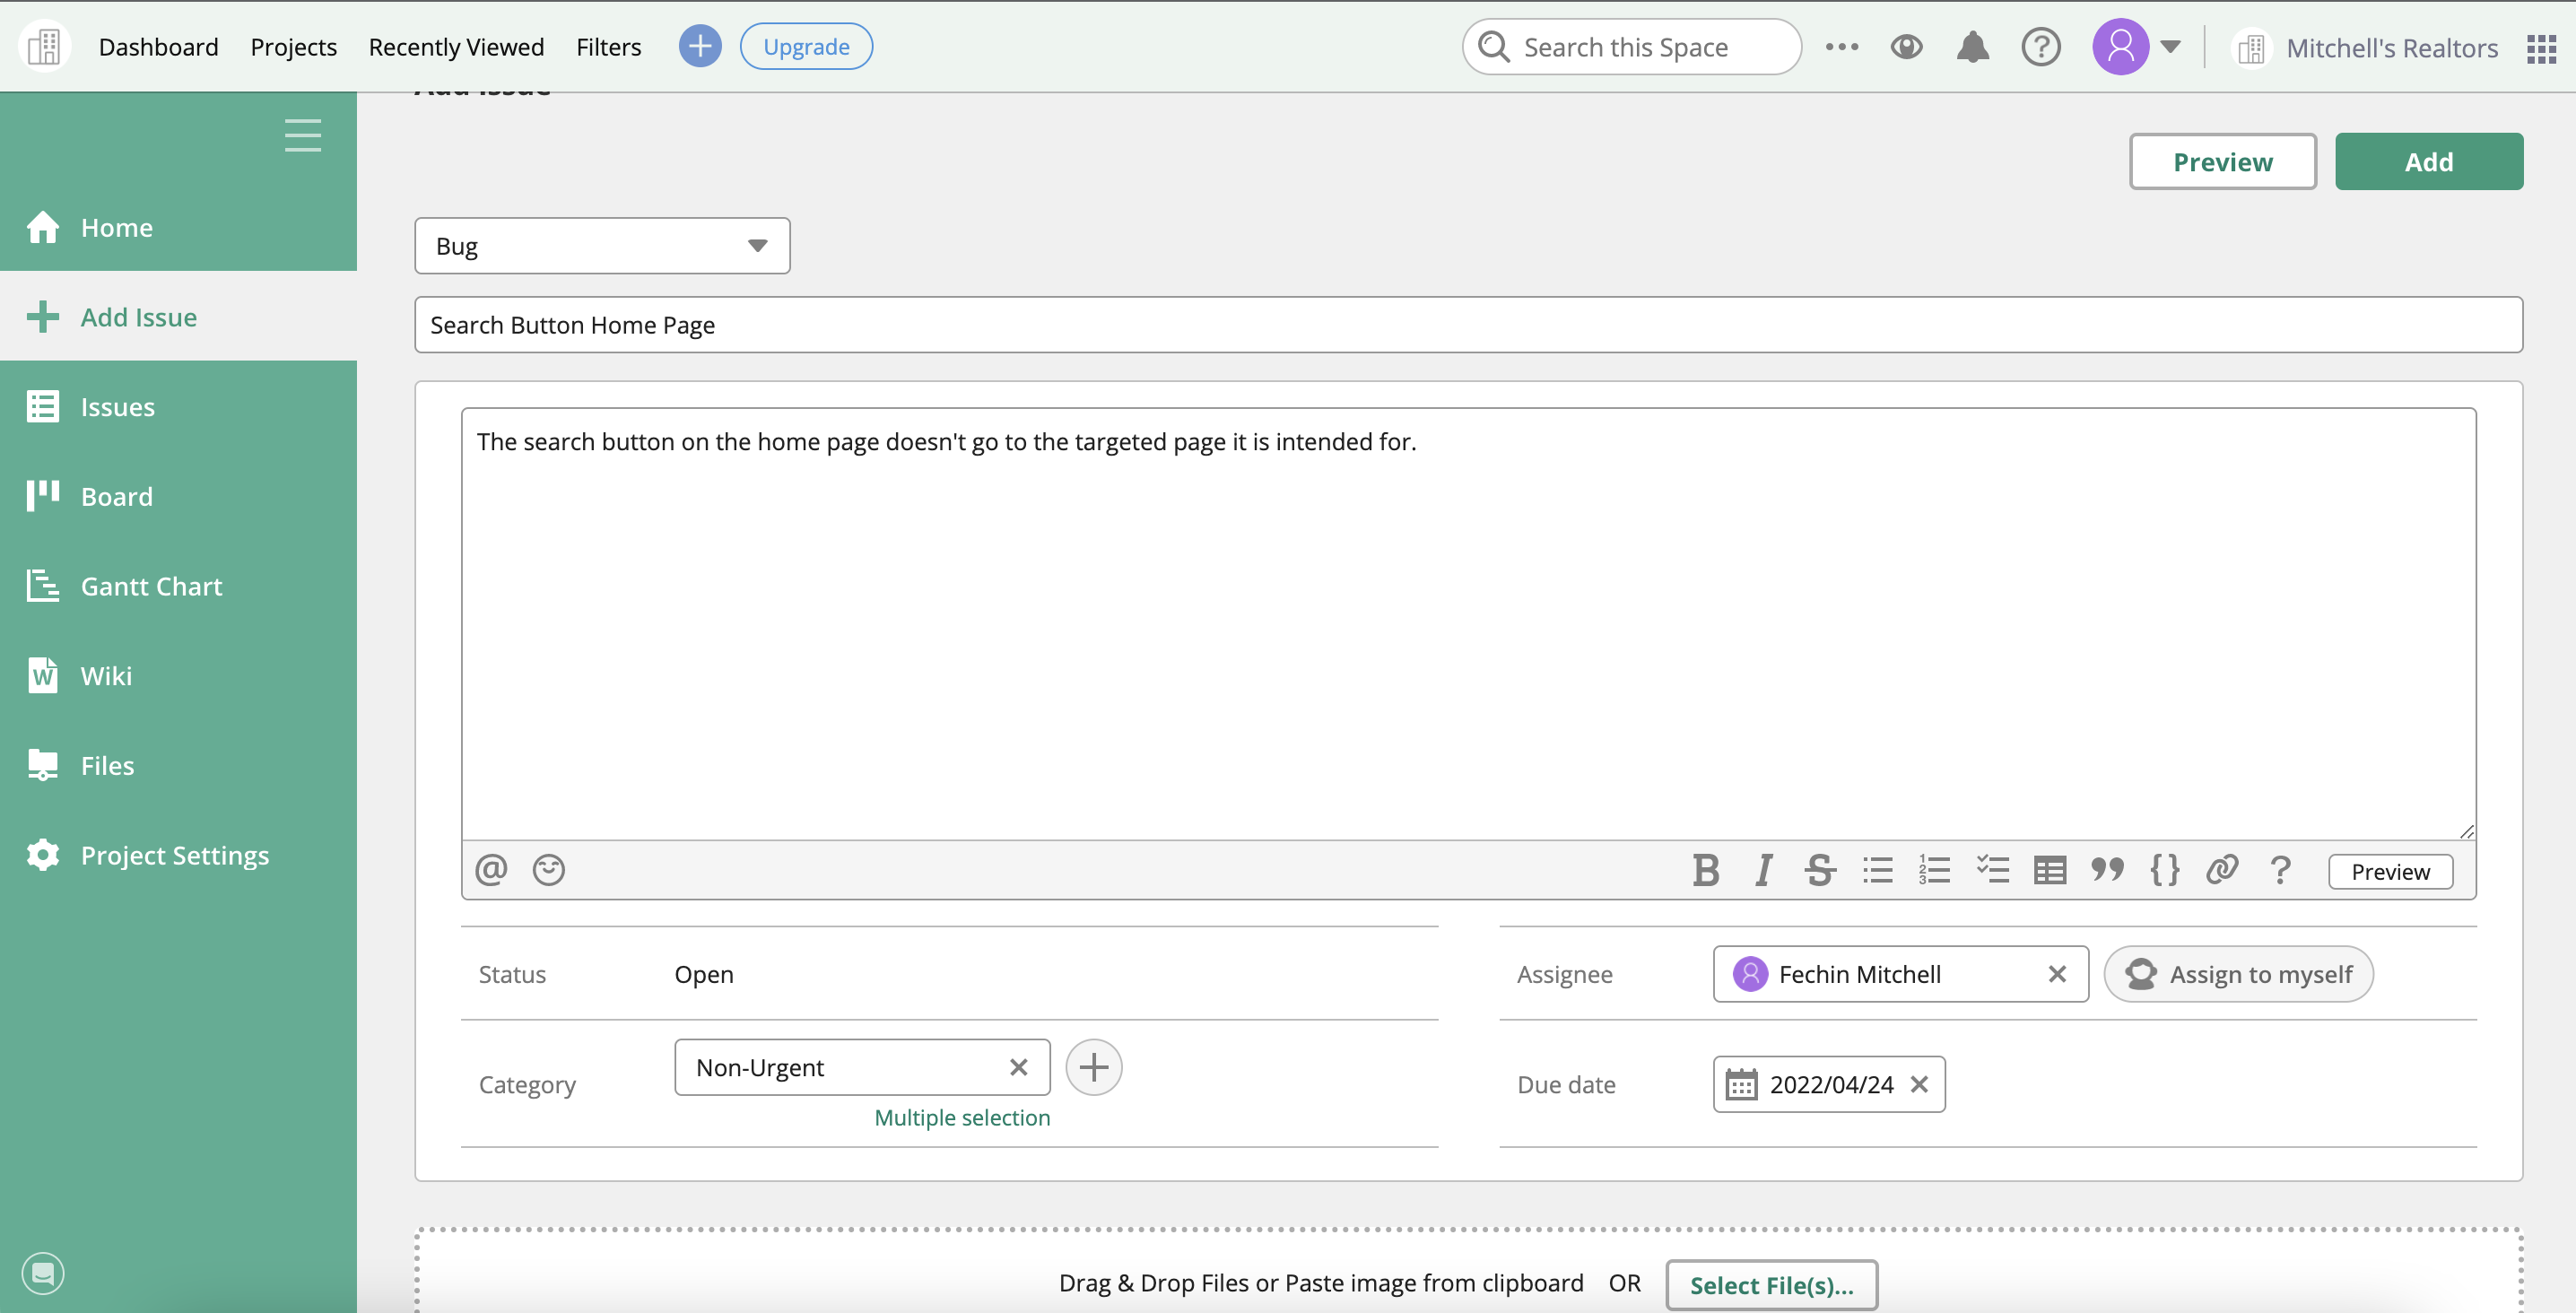 Dashboard Projects Recently Viewed Filters Upgrade Search this Space Mitchell's Realtors
Add Issue
Preview Add
Home
Bug
Add Issue
Search Button Home Page
Issues
The search button on the home page doesn't go to the targeted page it is intended for.
Board
Gantt Chart
Wiki
Files
Project Settings
Preview
Status Open Assignee Fechin Mitchell Assign to myself
Category Non-Urgent Due date 2022/04/24
Multiple selection
Drag & Drop Files or Paste image from clipboard OR Select File(s)...